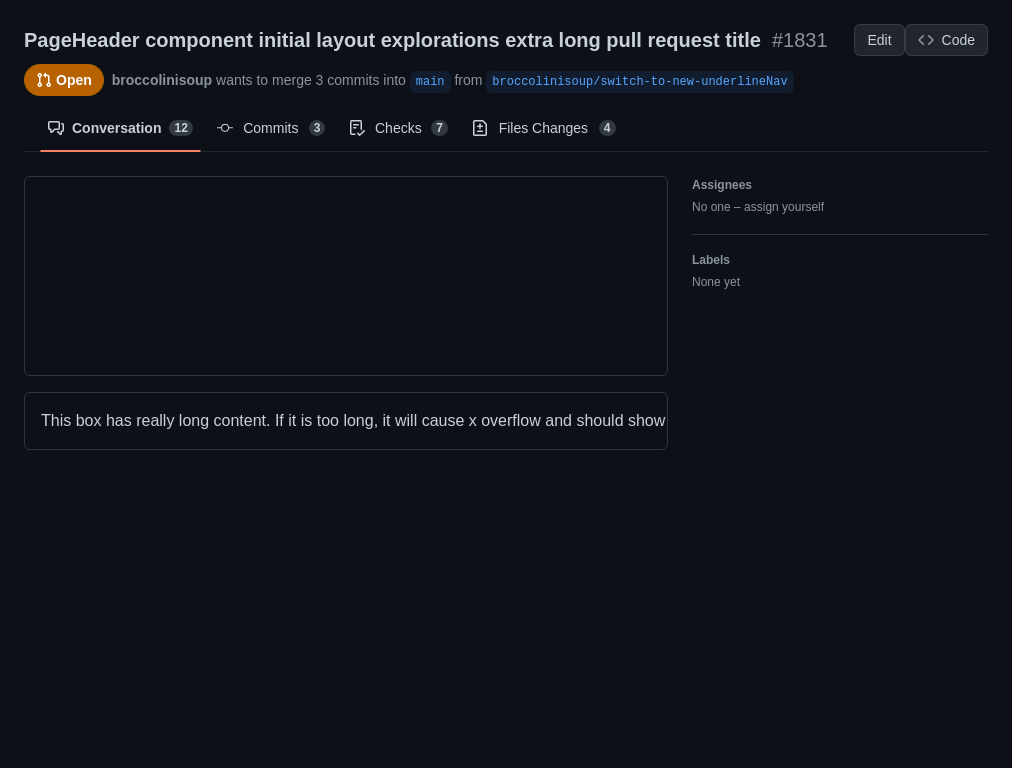 PageHeader component initial layout explorations extra long pull request title #1831
Edit
Code
Open
broccolinisoup wants to merge 3 commits into main from broccolinisoup/switch-to-new-underlineNav
Conversation 12
Commits 3
Checks 7
Files Changes 4
Assignees
No one – assign yourself
Labels
None yet
This box has really long content. If it is too long, it will cause x overflow and should show